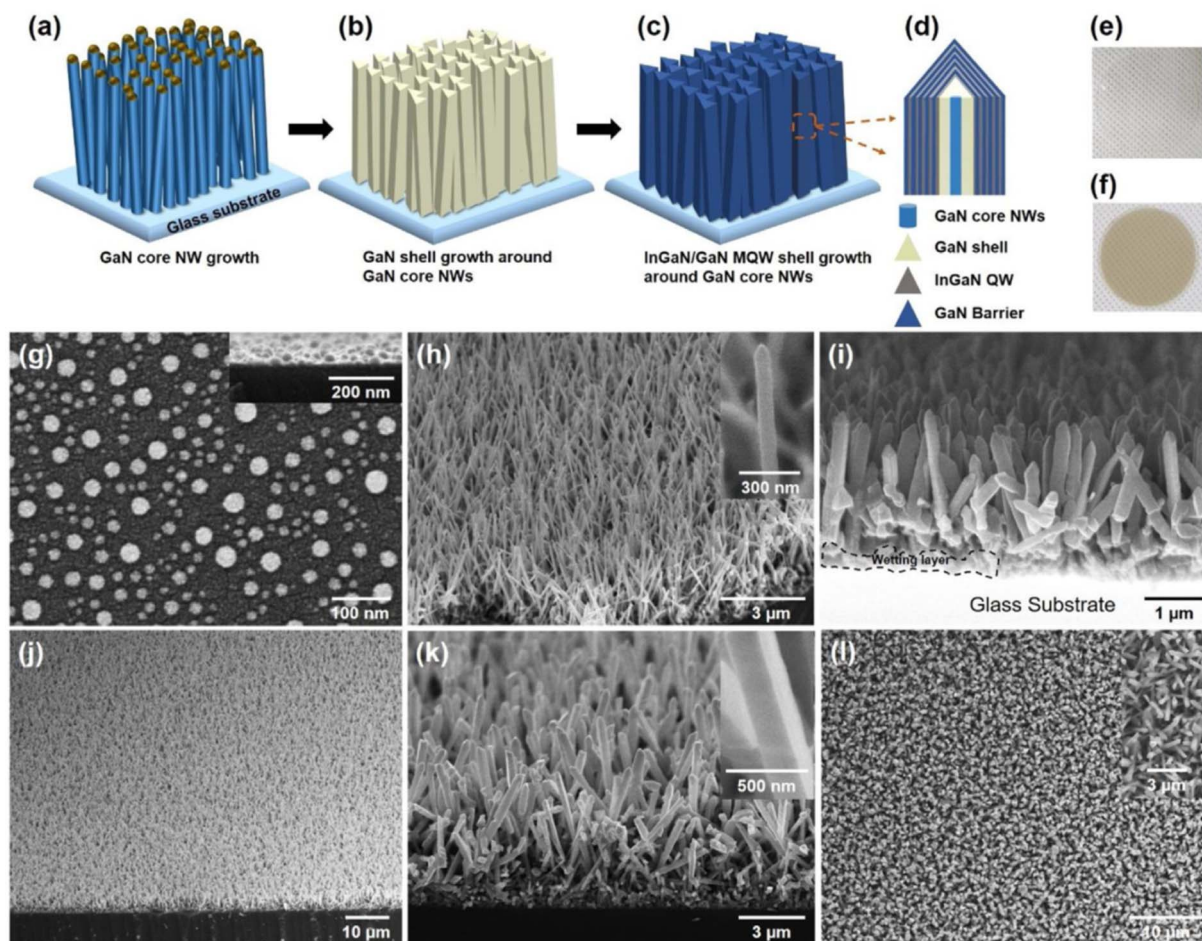 (a)
(b)
(c)
(d)
(e)
(f)
Glass substrate
GaN core NW growth
GaN shell growth around
GaN core NWs
InGaN/GaN MQW shell growth
around GaN core NWs
GaN core NWs
GaN shell
InGaN QW
GaN Barrier
(g)
200 nm
100 nm
(h)
300 nm
3 µm
(i)
Wetting layer
Glass Substrate
1 µm
(j)
10 µm
(k)
500 nm
3 µm
(l)
3 µm
10 µm